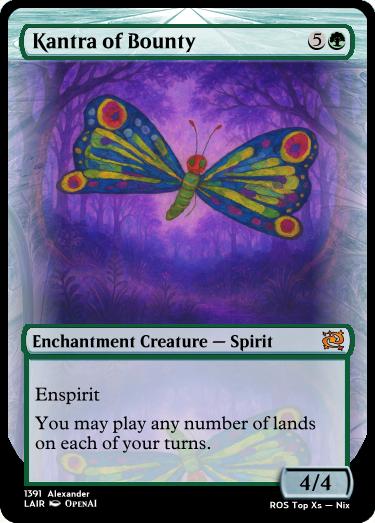 Kantra of Bounty 5
Enchantment Creature — Spirit
Enspirit
You may play any number of lands
on each of your turns.
4/4
1391 Alexander
LAIR OpenAI
ROS Top Xs — Nix